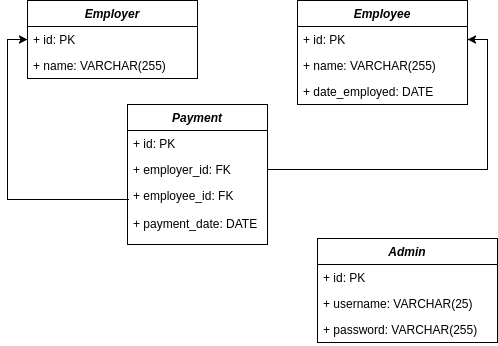 Employer
+ id: PK
+ name: VARCHAR(255)
Employee
+ id: PK
+ name: VARCHAR(255)
+ date_employed: DATE
Payment
+ id: PK
+ employer_id: FK
+ employee_id: FK
+ payment_date: DATE
Admin
+ id: PK
+ username: VARCHAR(25)
+ password: VARCHAR(255)